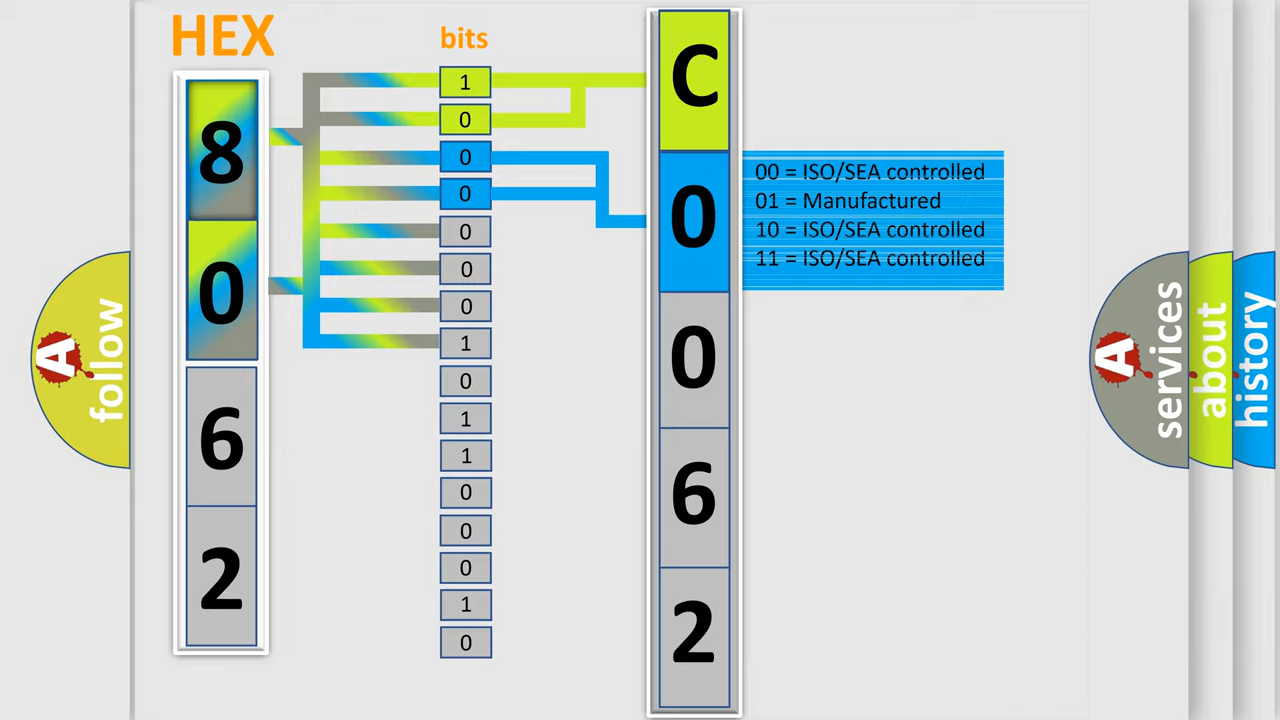 HEX
8
0
6
2
bits
1
0
0
0
0
0
0
1
0
1
1
0
0
0
1
0
C
0
0
6
2
00 = ISO/SEA controlled
01 = Manufactured
10 = ISO/SEA controlled
11 = ISO/SEA controlled
A
follow
A
services
about
history